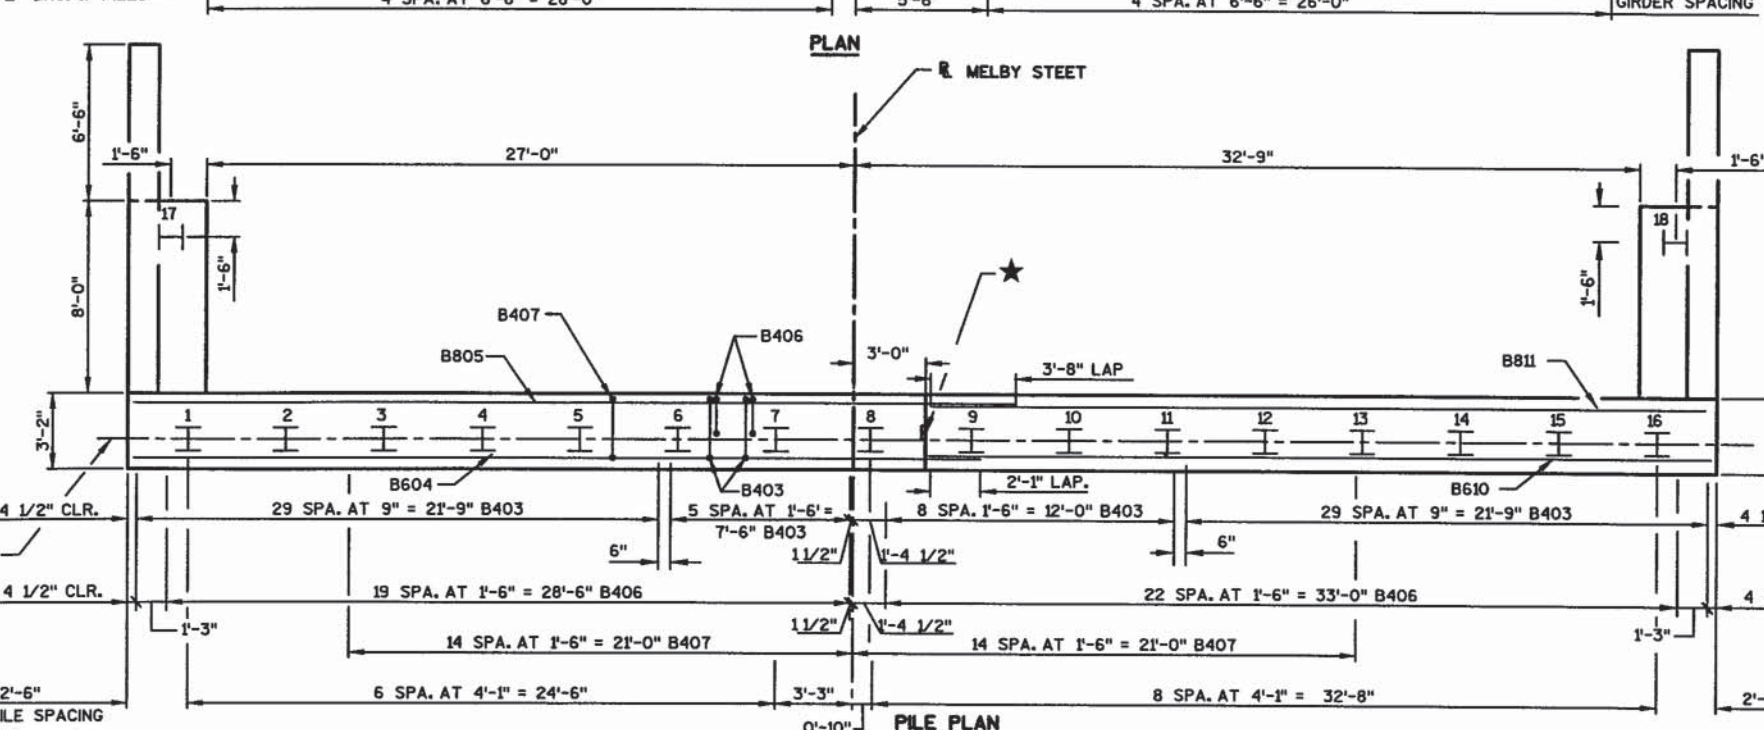 4 SPA. AT 6'-6" = 26'-0"
5'-6"
4 SPA. AT 6'-6" = 26'-0"
GIRDER SPACING
PLAN
MELBY STEET
6'-6"
1'-6"
27'-0"
32'-9"
1'-6"
17
18
1'-6"
1'-6"
8'-0"
B407
B406
B805
3'-0"
3'-8" LAP
B811
3'-2"
1 2 3 4 5 6 7 8 9 10 11 12 13 14 15 16
B604
B403
2'-1" LAP.
B610
4 1/2" CLR.
29 SPA. AT 9" = 21'-9" B403
5 SPA. AT 1'-6' =
7'-6" B403
8 SPA. 1'-6" = 12'-0" B403
29 SPA. AT 9" = 21'-9" B403
6"
1 1/2"
1'-4 1/2"
6"
4 1/2" CLR.
19 SPA. AT 1'-6" = 28'-6" B406
22 SPA. AT 1'-6" = 33'-0" B406
4
1'-3"
1 1/2"
1'-4 1/2"
1'-3"
14 SPA. AT 1'-6" = 21'-0" B407
14 SPA. AT 1'-6" = 21'-0" B407
2'-6"
6 SPA. AT 4'-1" = 24'-6"
3'-3"
8 SPA. AT 4'-1" = 32'-8"
ILE SPACING
0'-10"
PILE PLAN